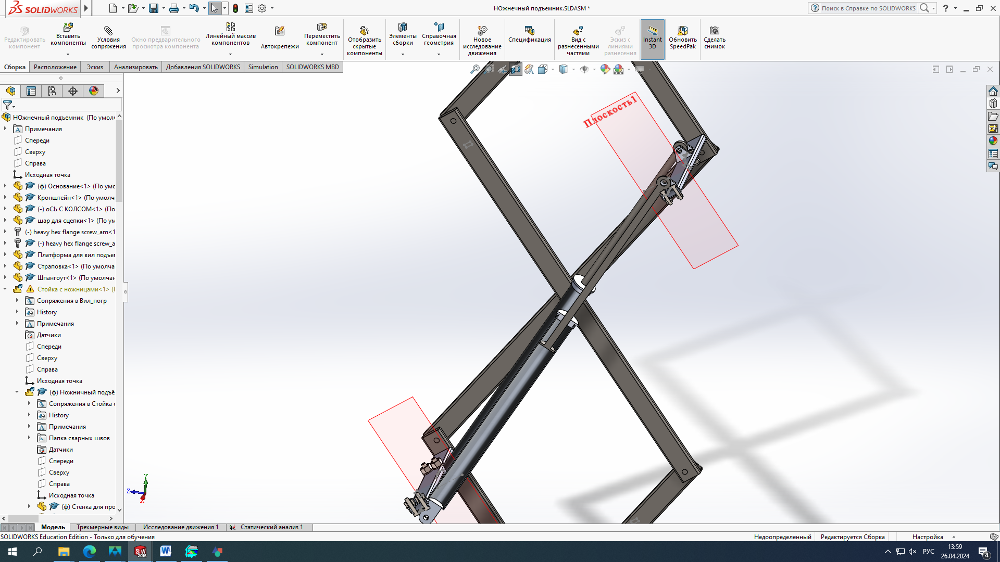 SOLIDWORKS
НОжнечный подъемник.SLDASM *
Поиск в Справке по SOLIDWORKS
Редактировать компонент
Вставить компоненты
Условия сопряжения
Окно предварительного просмотра компонента
Линейный массив компонентов
Автокрепежи
Переместить компонент
Отобразить скрытые компоненты
Элементы сборки
Справочная геометрия
Новое исследование движения
Спецификация
Вид с разнесенными частями
Эскиз с линиями разнесения
Instant 3D
Обновить SpeedPak
Сделать снимок
Сборка
Расположение
Эскиз
Анализировать
Добавления SOLIDWORKS
Simulation
SOLIDWORKS MBD
НОжнечный подъемник (По умолч
Примечания
Спереди
Сверху
Справа
Исходная точка
(ф) Основание<1> (По умо
Кронштейн<1> (По умолч
(-) оСЬ С КОЛСОМ<1> (По
шар для сцепки<1> (По ум
(-) heavy hex flange screw_am<1
(-) heavy hex flange screw_a
Платформа для вил подъем
Страповка<1> (По умолча
Шпангоут<1> (По умолчан
Стойка с ножницами<1> (П
Сопряжения в Вил_погр
History
Примечания
Датчики
Спереди
Сверху
Справа
Исходная точка
(ф) Ножничный подъё
Сопряжения в Стойка с
History
Примечания
Папка сварных швов
Датчики
Спереди
Сверху
Справа
Исходная точка
(ф) Стенка для про
Плоскость1
Y
Z
X
Модель
Трехмерные виды
Исследование движения 1
Статический анализ 1
SOLIDWORKS Education Edition - Только для обучения
Недоопределенный
Редактируется Сборка
Настройка
РУС
13:59
26.04.2024
4